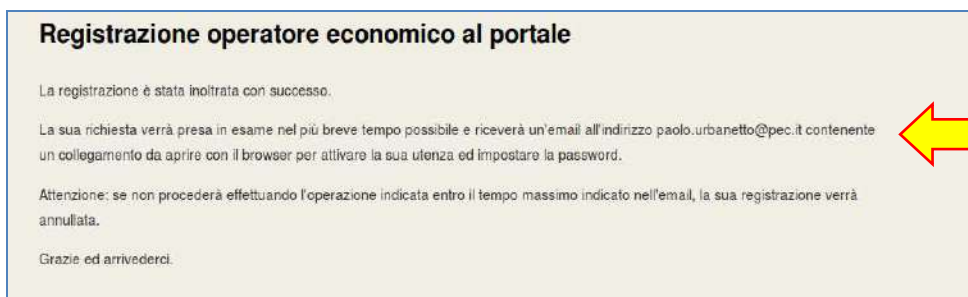 Registrazione operatore economico al portale
La registrazione è stata inoltrata con successo.
La sua richiesta verrà presa in esame nel più breve tempo possibile e riceverà un'email all'indirizzo paolo.urbanetto@pec.it contenente
un collegamento da aprire con il browser per attivare la sua utenza ed impostare la password.
Attenzione: se non procederà effettuando l'operazione indicata entro il tempo massimo indicato nell'email, la sua registrazione verrà
annullata.
Grazie ed arrivederci.